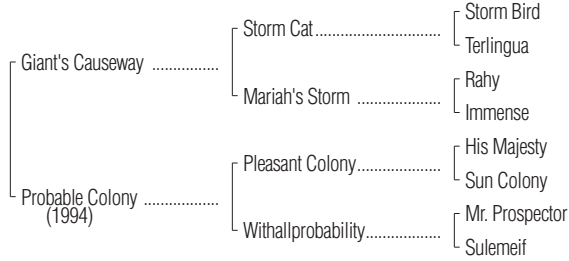 Storm Bird
Storm Cat....................................
Terlingua
Giant's Causeway ................
Rahy
Mariah's Storm ....................
Immense
His Majesty
Pleasant Colony........................
Sun Colony
Probable Colony ..................
(1994)
Mr. Prospector
Withallprobability.....................
Sulemeif